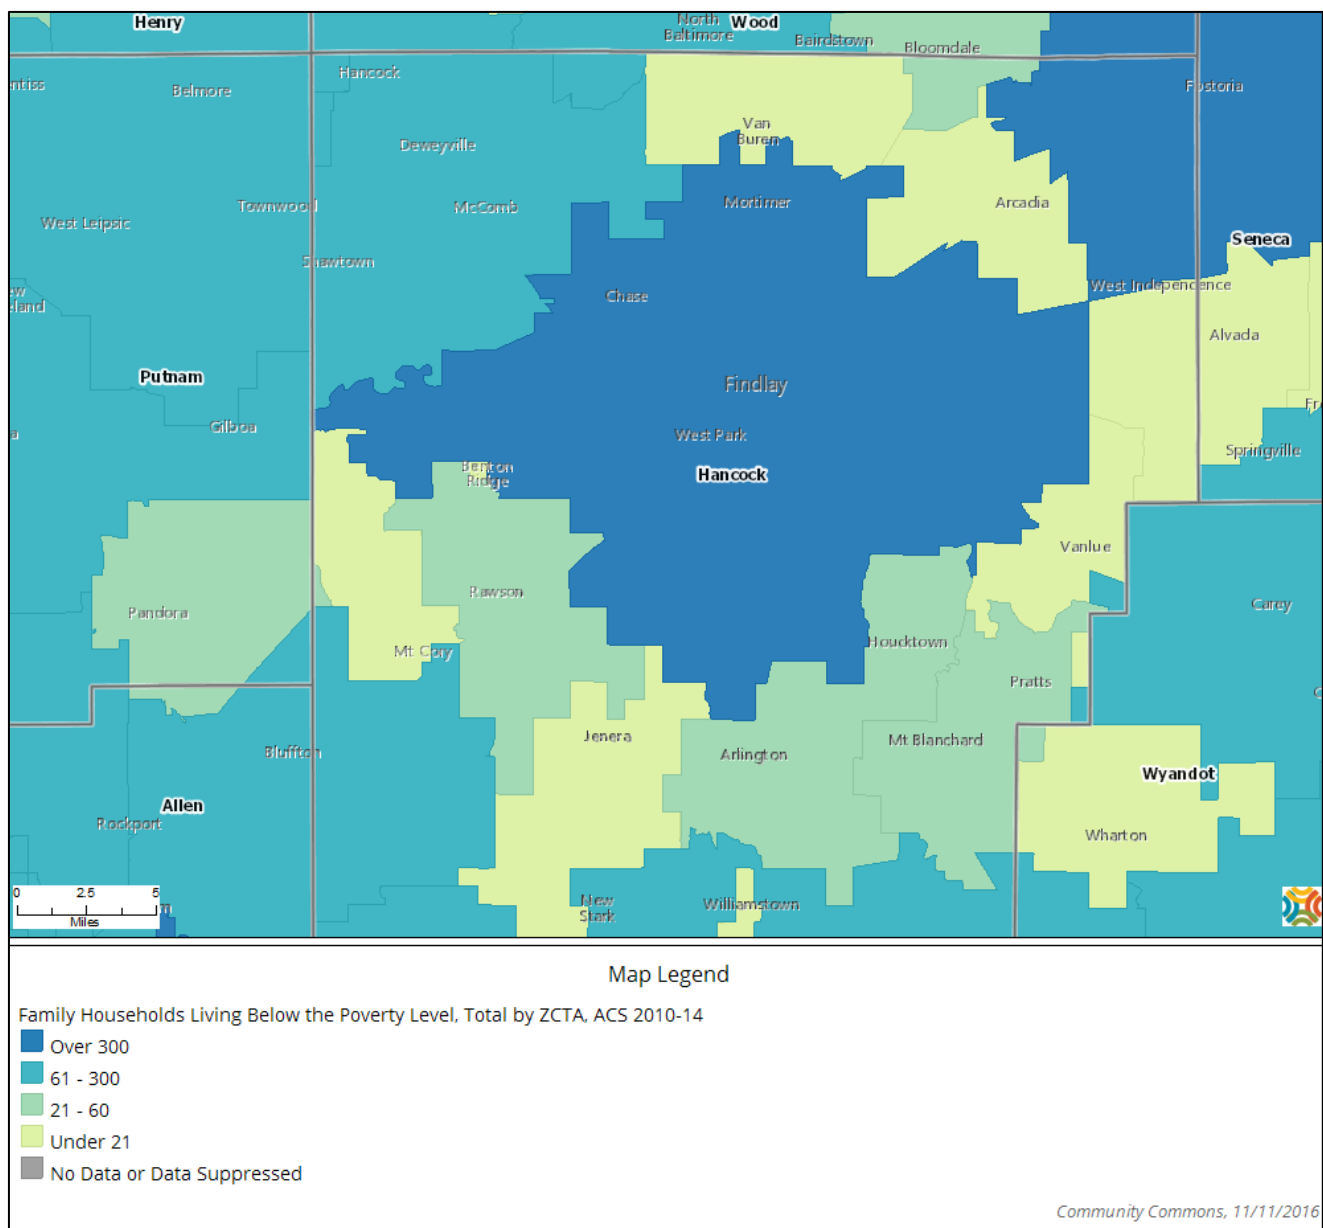 Henry
North
Baltimore
Wood
Bairdstown
Bloomdale
Hancock
entiss
Belmore
Fostoria
Van
Buren
Deweyville
Townwood
McComb
Mortimer
Arcadia
West Leipsic
Seneca
Shawtown
ew
eland
Chase
West Independence
Alvada
Putnam
Findlay
Fre
Gilboa
a
West Park
Springville
Benton
Ridge
Hancock
Vanlue
Rawson
Carey
Pandora
Houcktown
Mt Cory
Pratts
Jenera
Arlington
Mt Blanchard
Bluffton
Wyandot
Allen
Rockport
Wharton
0 2.5 5
Miles
m
New
Stark
Williamstown
Map Legend
Family Households Living Below the Poverty Level, Total by ZCTA, ACS 2010-14
Over 300
61 - 300
21 - 60
Under 21
No Data or Data Suppressed
Community Commons, 11/11/2016